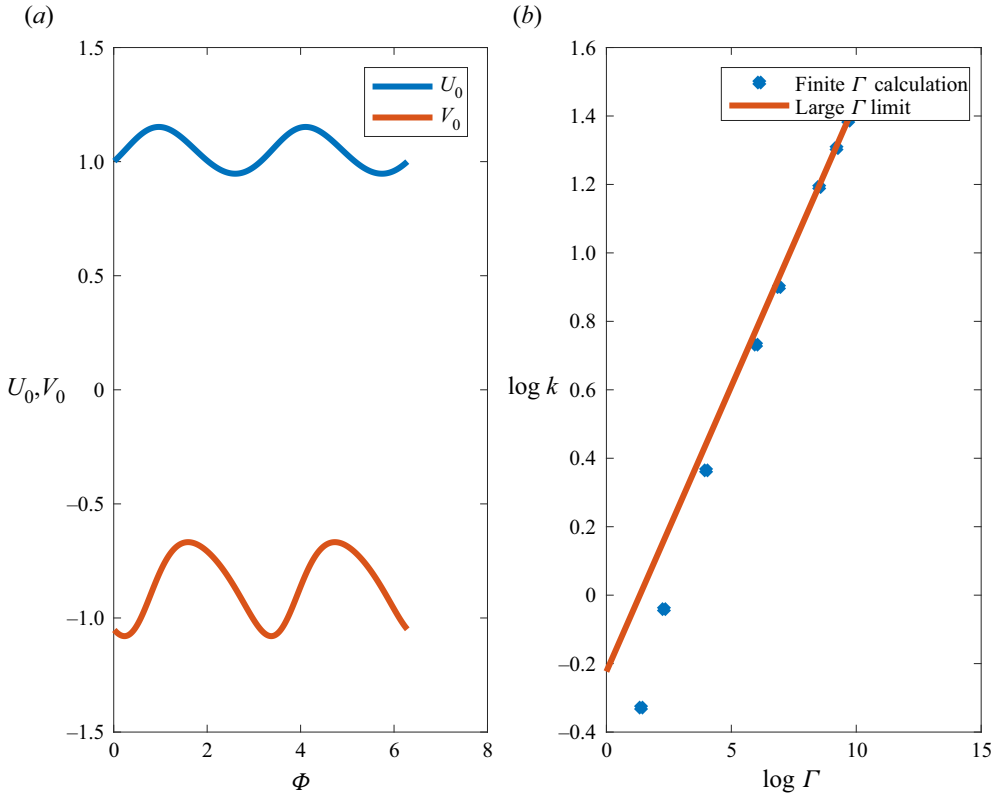 (a)
(b)
1.5
1.0
0.5
0
–0.5
–1.0
–1.5
U0,V0
0
2
4
6
8
Φ
U0
V0
1.6
1.4
1.2
1.0
0.8
0.6
0.4
0.2
0
–0.2
–0.4
log k
0
5
10
15
log Γ
Finite Γ calculation
Large Γ limit